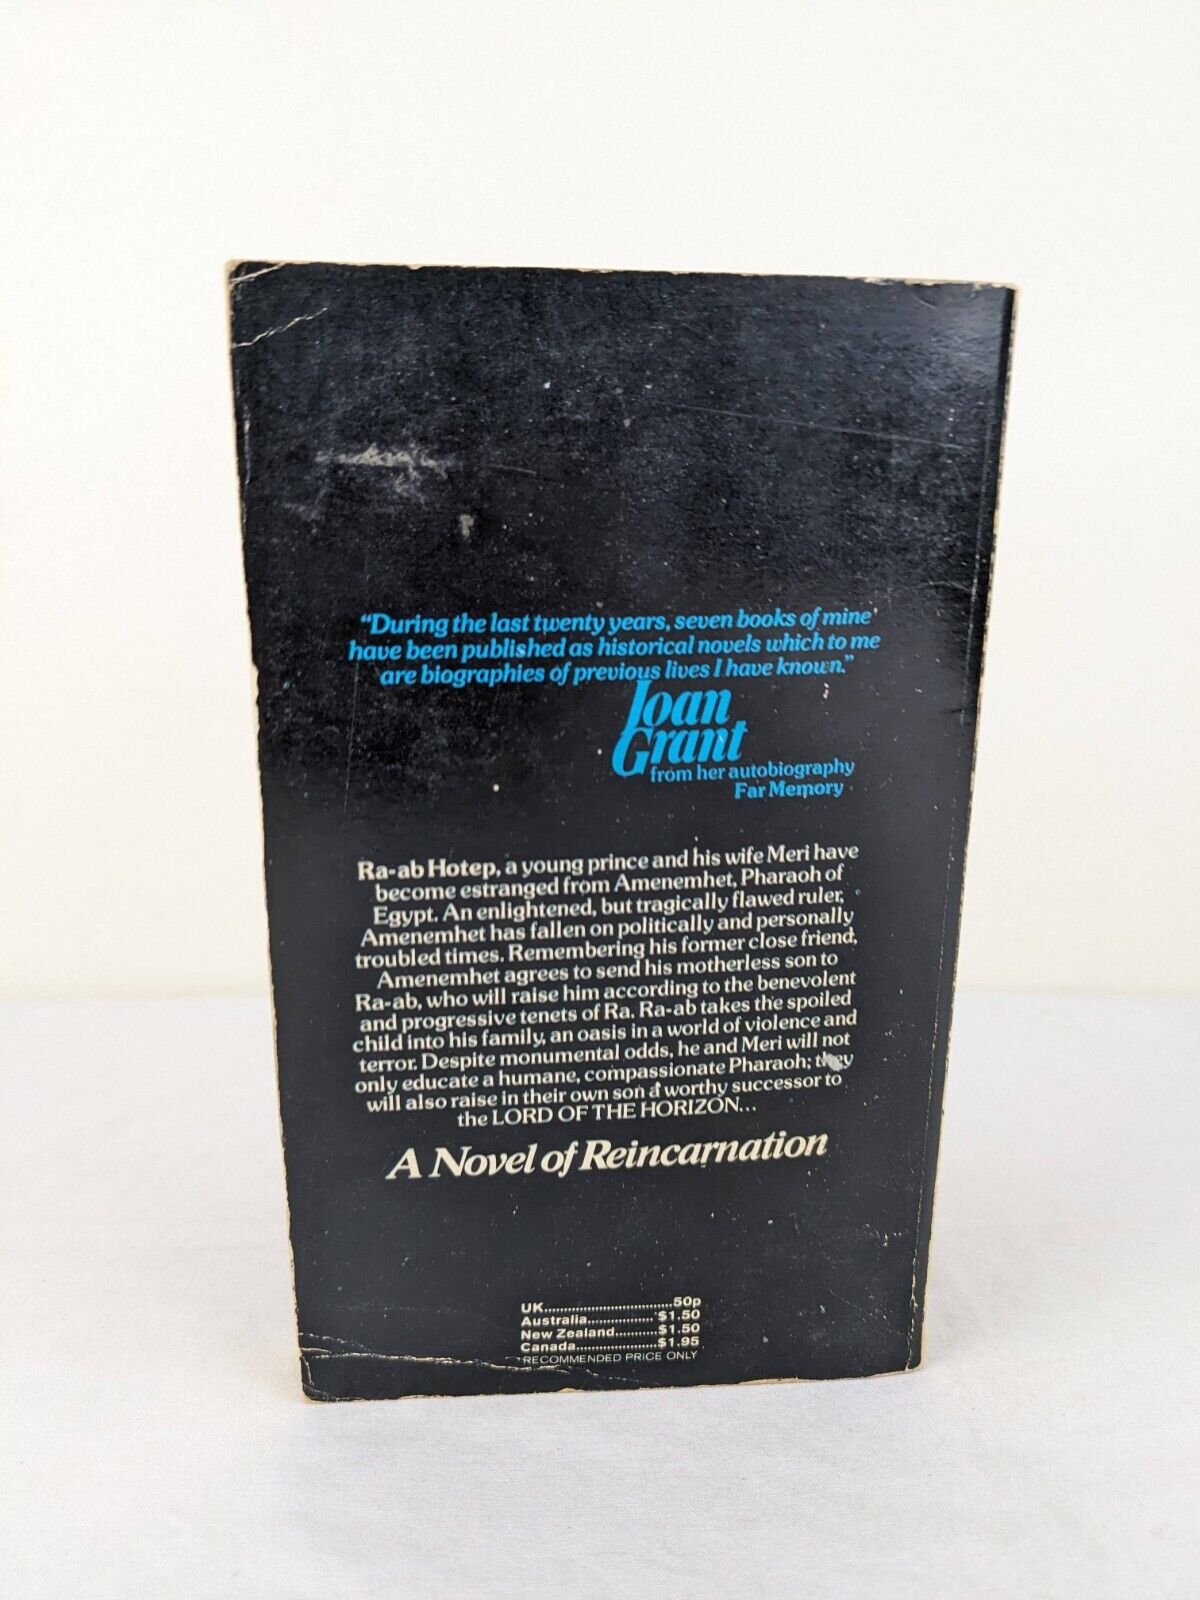 "During the last twenty years, seven books of mine
have been published as historical novels which to me
are biographies of previous lives I have known."
Joan
Grant
from her autobiography
Far Memory
Ra-ab Hotep, a young prince and his wife Meri have
become estranged from Amenemhet, Pharaoh of
Egypt. An enlightened, but tragically flawed ruler,
Amenemhet has fallen on politically and personally
troubled times. Remembering his former close friend,
Amenemhet agrees to send his motherless son to
Ra-ab, who will raise him according to the benevolent
and progressive tenets of Ra. Ra-ab takes the spoiled
child into his family, an oasis in a world of violence and
terror. Despite monumental odds, he and Meri will not
only educate a humane, compassionate Pharaoh; they
will also raise in their own son a worthy successor to
the LORD OF THE HORIZON...
A Novel of Reincarnation
UK................................50p
Australia................$1.50
New Zealand..........$1.50
Canada.....................$1.95
RECOMMENDED PRICE ONLY